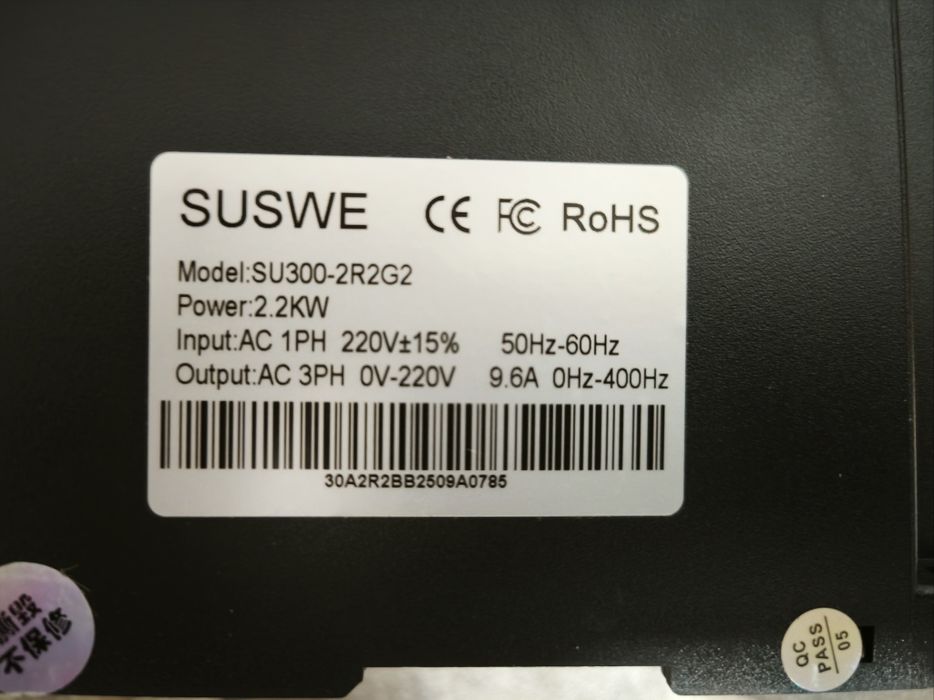 SUSWE CE FC RoHS
Model:SU300-2R2G2
Power:2.2KW
Input:AC 1PH 220V±15% 50Hz-60Hz
Output:AC 3PH 0V-220V 9.6A 0Hz-400Hz
30A2R2BB2509A0785
撕毁
不保修
QC
PASS
05